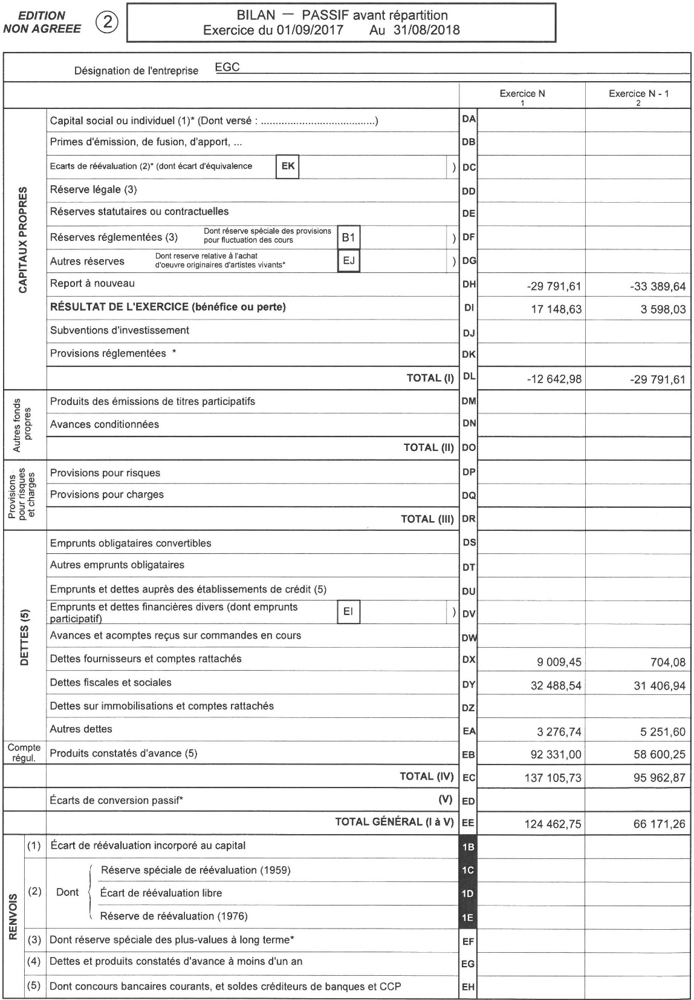 EDITION
NON AGREEE
2
BILAN — PASSIF avant répartition
Exercice du 01/09/2017 Au 31/08/2018
Désignation de l'entreprise EGC
Exercice N
1
Exercice N - 1
2
CAPITAUX PROPRES
Capital social ou individuel (1)* (Dont versé : .......................................) DA
Primes d'émission, de fusion, d'apport, ... DB
Ecarts de réévaluation (2)* (dont écart d'équivalence EK ) DC
Réserve légale (3) DD
Réserves statutaires ou contractuelles DE
Réserves réglementées (3) Dont réserve spéciale des provisions
pour fluctuation des cours B1 ) DF
Autres réserves Dont reserve relative à l'achat
d'oeuvre originaires d'artistes vivants* EJ ) DG
Report à nouveau DH -29 791,61 -33 389,64
RÉSULTAT DE L'EXERCICE (bénéfice ou perte) DI 17 148,63 3 598,03
Subventions d'investissement DJ
Provisions réglementées * DK
TOTAL (I) DL -12 642,98 -29 791,61
Autres fonds
propres
Produits des émissions de titres participatifs DM
Avances conditionnées DN
TOTAL (II) DO
Provisions
pour risques
et charges
Provisions pour risques DP
Provisions pour charges DQ
TOTAL (III) DR
DETTES (5)
Emprunts obligataires convertibles DS
Autres emprunts obligataires DT
Emprunts et dettes auprès des établissements de crédit (5) DU
Emprunts et dettes financières divers (dont emprunts
participatif) EI ) DV
Avances et acomptes reçus sur commandes en cours DW
Dettes fournisseurs et comptes rattachés DX 9 009,45 704,08
Dettes fiscales et sociales DY 32 488,54 31 406,94
Dettes sur immobilisations et comptes rattachés DZ
Autres dettes EA 3 276,74 5 251,60
Compte
régul.
Produits constatés d'avance (5) EB 92 331,00 58 600,25
TOTAL (IV) EC 137 105,73 95 962,87
Écarts de conversion passif* (V) ED
TOTAL GÉNÉRAL (I à V) EE 124 462,75 66 171,26
RENVOIS
(1) Écart de réévaluation incorporé au capital 1B
(2) Dont
Réserve spéciale de réévaluation (1959) 1C
Écart de réévaluation libre 1D
Réserve de réévaluation (1976) 1E
(3) Dont réserve spéciale des plus-values à long terme* EF
(4) Dettes et produits constatés d'avance à moins d'un an EG
(5) Dont concours bancaires courants, et soldes créditeurs de banques et CCP EH